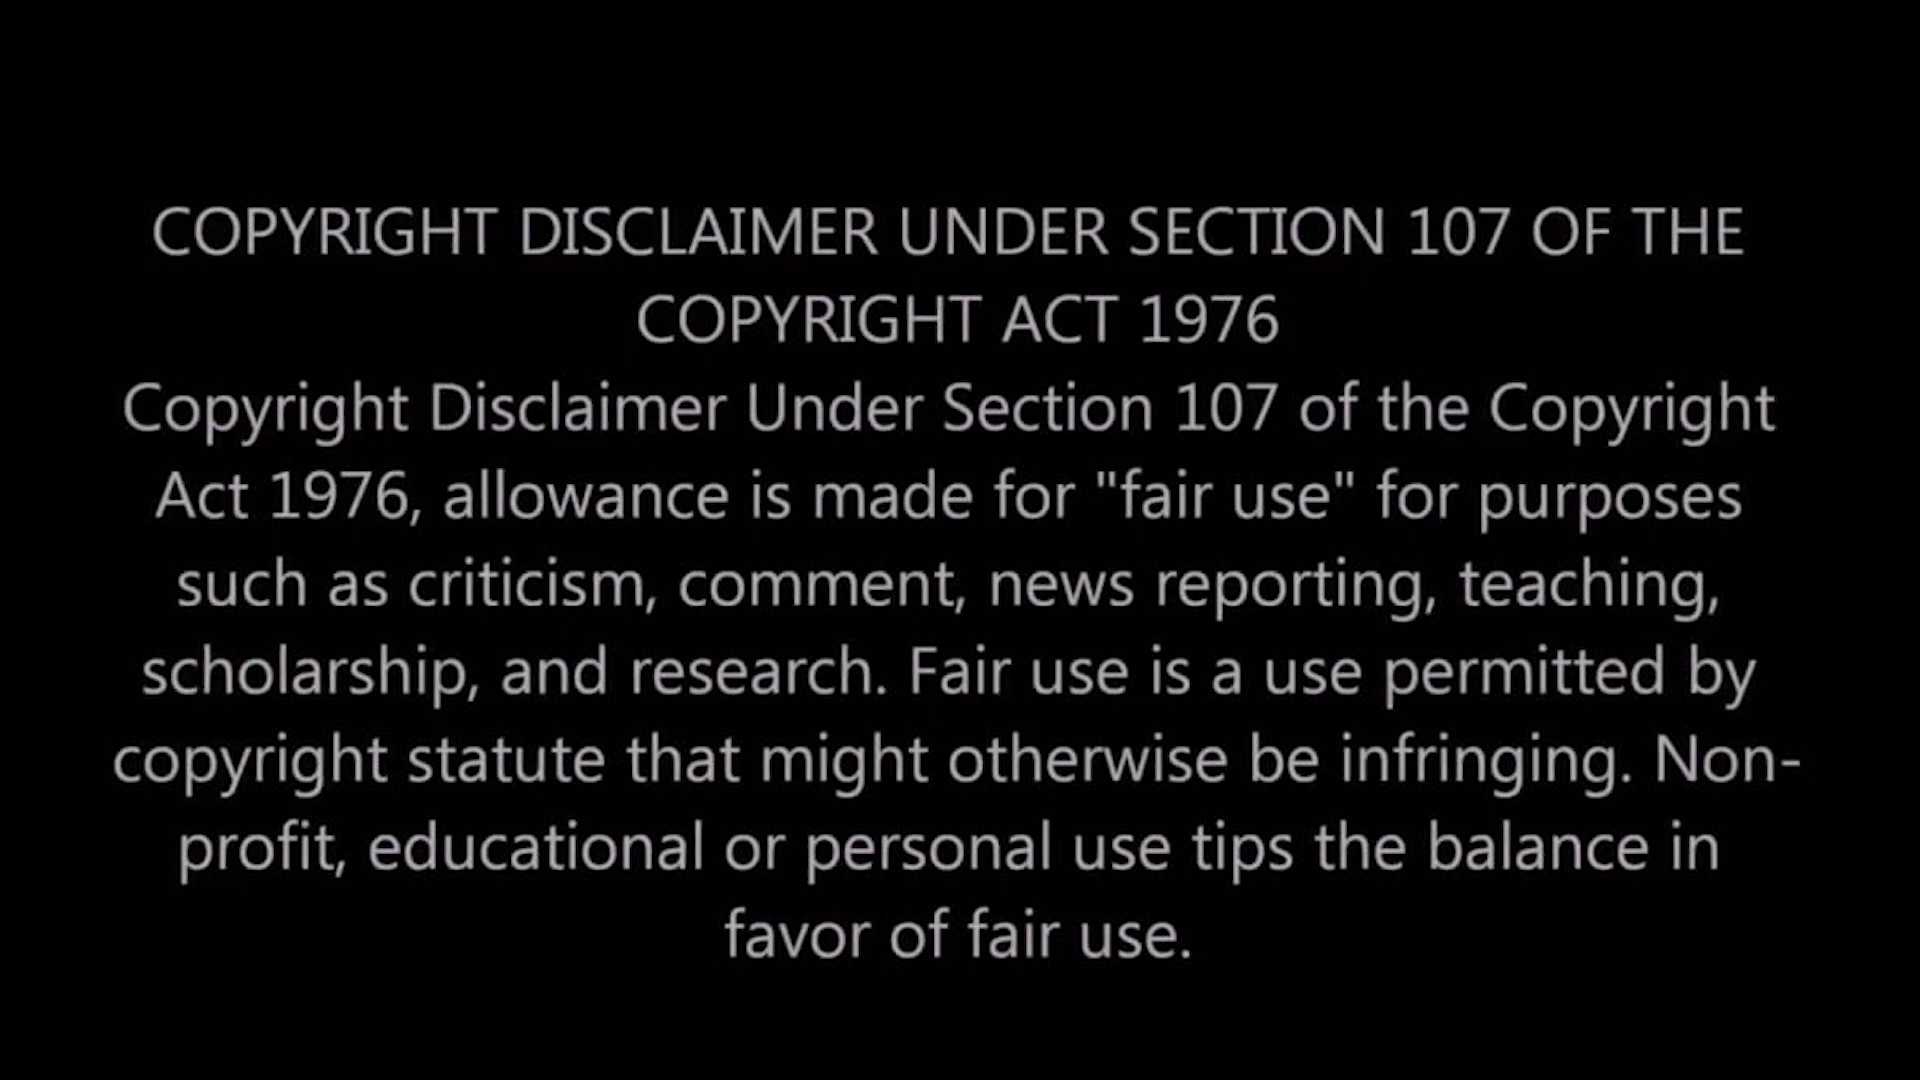 COPYRIGHT DISCLAIMER UNDER SECTION 107 OF THE
COPYRIGHT ACT 1976
Copyright Disclaimer Under Section 107 of the Copyright
Act 1976, allowance is made for "fair use" for purposes
such as criticism, comment, news reporting, teaching,
scholarship, and research. Fair use is a use permitted by
copyright statute that might otherwise be infringing. Non-
profit, educational or personal use tips the balance in
favor of fair use.